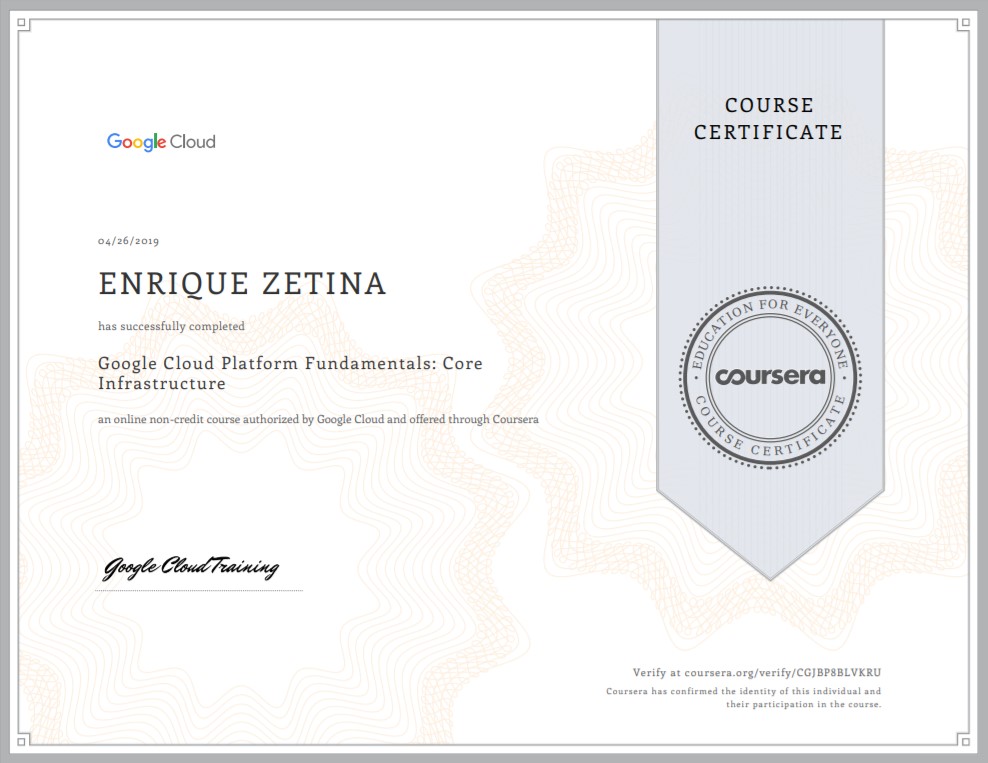 COURSE
CERTIFICATE
Google Cloud
04/26/2019
ENRIQUE ZETINA
has successfully completed
Google Cloud Platform Fundamentals: Core
Infrastructure
an online non-credit course authorized by Google Cloud and offered through Coursera
EDUCATION FOR EVERYONE
coursera
COURSE CERTIFICATE
Google Cloud Training
Verify at coursera.org/verify/CGJBP8BLVKRU
Coursera has confirmed the identity of this individual and
their participation in the course.